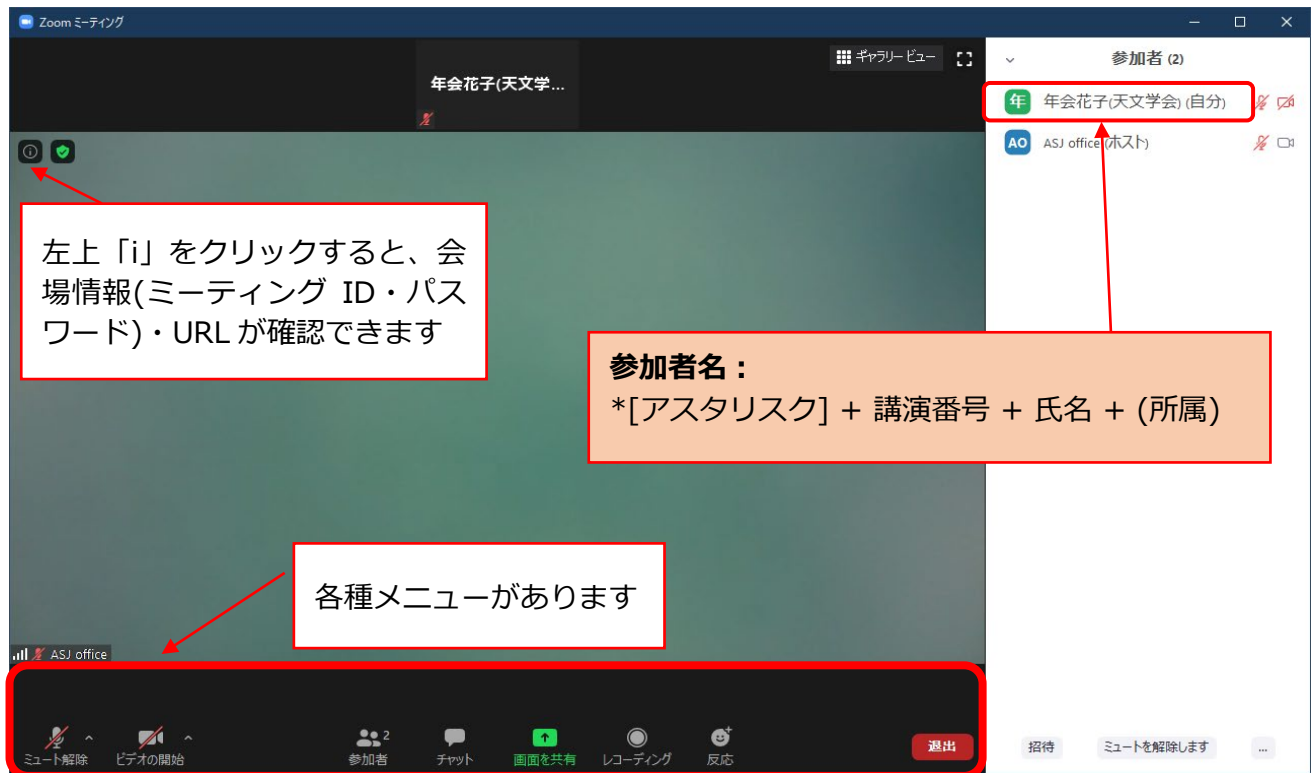 Zoom ミーティング
年会花子(天文学...
ギャラリービュー
参加者 (2)
年 年会花子(天文学会) (自分)
AO ASJ office (ホスト)
左上「i」をクリックすると、会
場情報(ミーティング ID・パス
ワード)・URL が確認できます
参加者名：
*[アスタリスク] + 講演番号 + 氏名 + (所属)
各種メニューがあります
ASJ office
ミュート解除 ビデオの開始 参加者 2 チャット 画面を共有 レコーディング 反応 退出
招待 ミュートを解除します ...